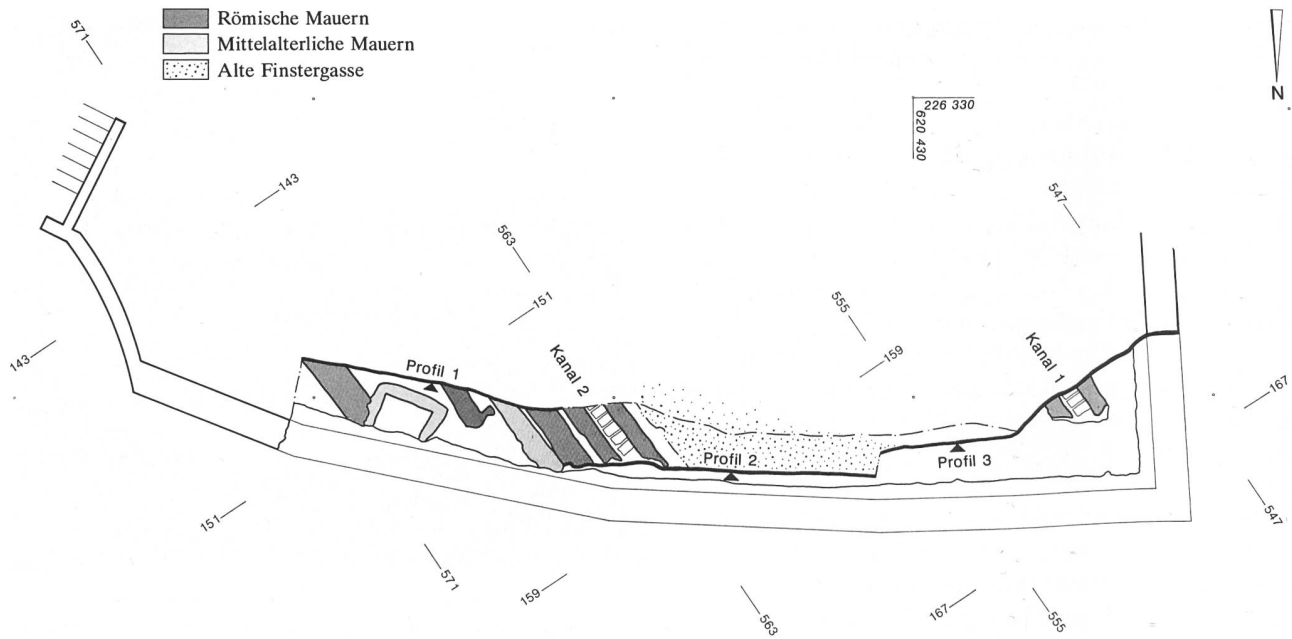 Römische Mauern
Mittelalterliche Mauern
Alte Finstergasse
571
226 330
620 430
N
143
547
563
151
555
143
159
Kanal 2
Kanal 1
Profil 1
167
Profil 2
Profil 3
151
547
571
159
563
167
555